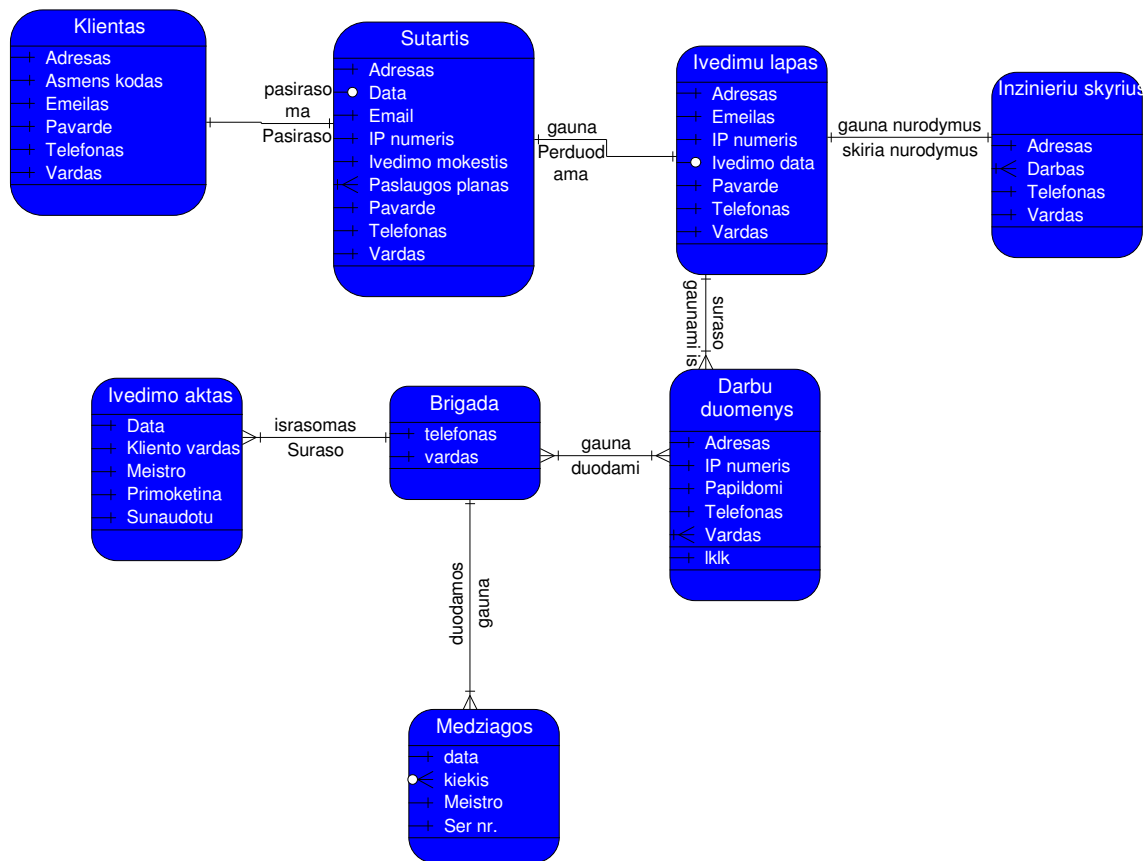 Klientas
Adresas
Asmens kodas
Emeilas
Pavarde
Telefonas
Vardas
pasiraso
ma
Pasiraso
Sutartis
Adresas
Data
Email
IP numeris
Ivedimo mokestis
Paslaugos planas
Pavarde
Telefonas
Vardas
gauna
Perduod
ama
Ivedimu lapas
Adresas
Emeilas
IP numeris
Ivedimo data
Pavarde
Telefonas
Vardas
gauna nurodymus
skiria nurodymus
Inzinieriu skyrius
Adresas
Darbas
Telefonas
Vardas
suraso
gaunami is
Ivedimo aktas
Data
Kliento vardas
Meistro
Primoketina
Sunaudotu
israsomas
Suraso
Brigada
telefonas
vardas
gauna
duodami
Darbu
duomenys
Adresas
IP numeris
Papildomi
Telefonas
Vardas
lklk
duodamos
gauna
Medziagos
data
kiekis
Meistro
Ser nr.